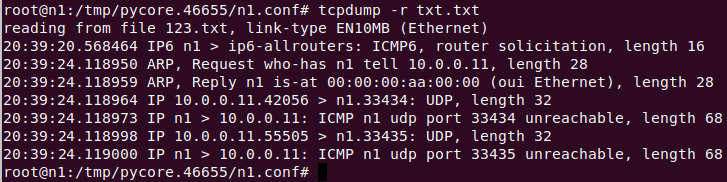 root@n1:/tmp/pycore.46655/n1.conf# tcpdump -r txt.txt
reading from file 123.txt, link-type EN10MB (Ethernet)
20:39:20.568464 IP6 n1 > ip6-allrouters: ICMP6, router solicitation, length 16
20:39:24.118950 ARP, Request who-has n1 tell 10.0.0.11, length 28
20:39:24.118959 ARP, Reply n1 is-at 00:00:00:aa:00:00 (oui Ethernet), length 28
20:39:24.118964 IP 10.0.0.11.42056 > n1.33434: UDP, length 32
20:39:24.118973 IP n1 > 10.0.0.11: ICMP n1 udp port 33434 unreachable, length 68
20:39:24.118998 IP 10.0.0.11.55505 > n1.33435: UDP, length 32
20:39:24.119000 IP n1 > 10.0.0.11: ICMP n1 udp port 33435 unreachable, length 68
root@n1:/tmp/pycore.46655/n1.conf#